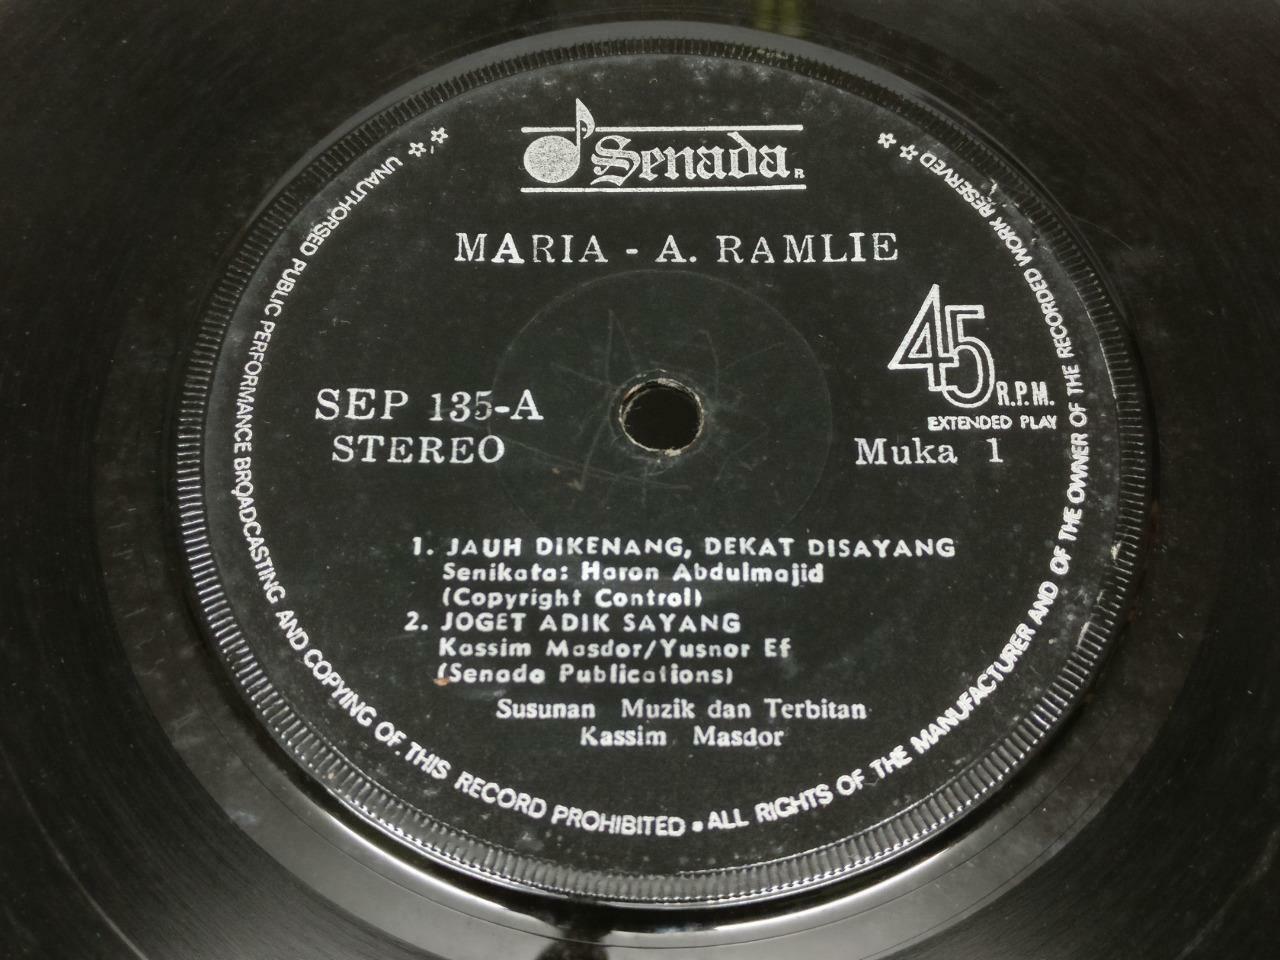 Senada R
MARIA - A. RAMLIE
45 R.P.M.
EXTENDED PLAY
SEP 135-A
STEREO
Muka 1
1. JAUH DIKENANG, DEKAT DISAYANG
Senikata: Haron Abdulmajid
(Copyright Control)
2. JOGET ADIK SAYANG
Kassim Masdor/Yusnor Ef
(Senada Publications)
Susunan Muzik dan Terbitan
Kassim Masdor
UNAUTHORSED PUBLIC PERFORMANCE BROADCASTING AND COPYING OF THIS RECORD PROHIBITED • ALL RIGHTS OF THE MANUFACTURER AND OF THE OWNER OF THE RECORDED WORK RESERVED